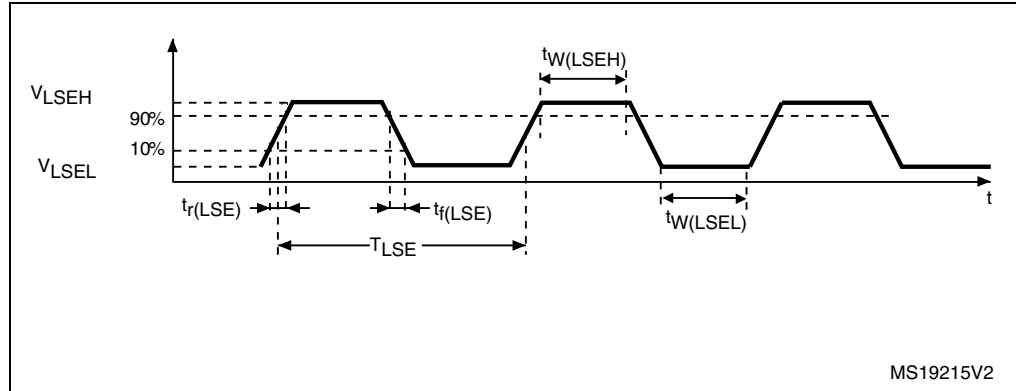 tW(LSEH)
VLSEH
90%
10%
VLSEL
tr(LSE)
tf(LSE)
tW(LSEL)
t
TLSE
MS19215V2